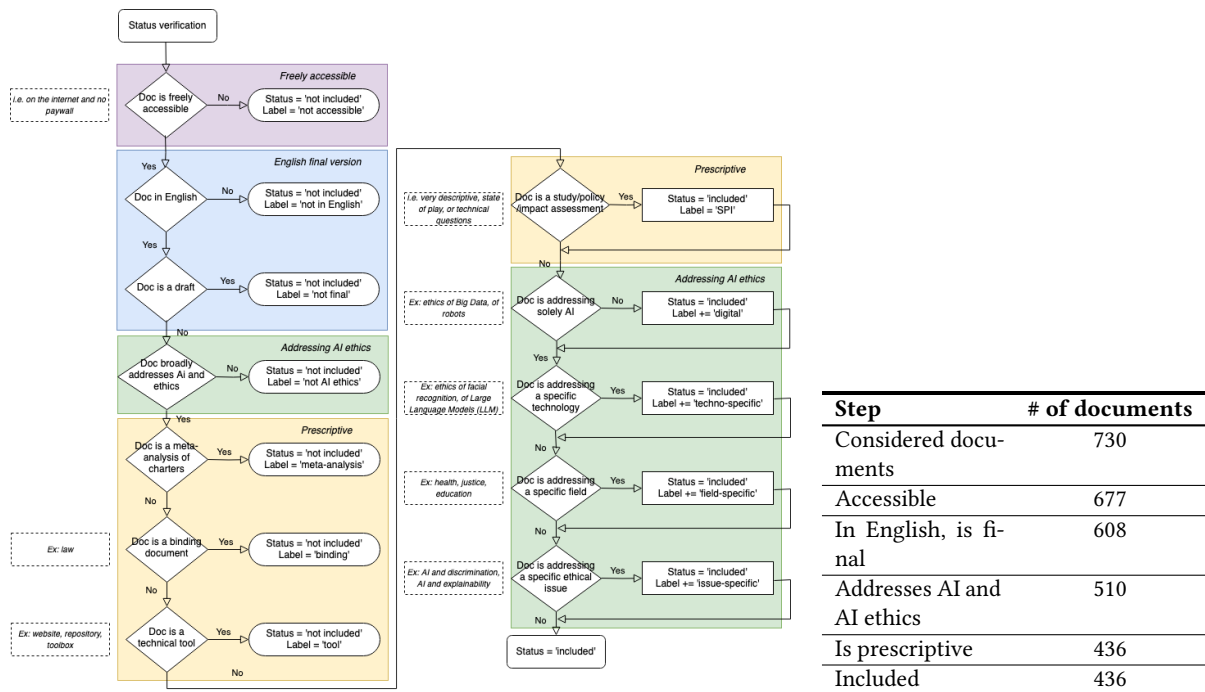 Status verification
Freely accessible
i.e. on the internet and no
paywall
Doc is freely
accessible
No
Status = 'not included'
Label = 'not accessible'
Yes
English final version
Doc in English
No
Status = 'not included'
Label = 'not in English'
Yes
Doc is a draft
Yes
Status = 'not included'
Label = 'not final'
No
Addressing AI ethics
Doc broadly
addresses Ai and
ethics
No
Status = 'not included'
Label = 'not AI ethics'
Yes
Prescriptive
Doc is a meta-
analysis of
charters
Yes
Status = 'not included'
Label = 'meta-analysis'
No
Ex: law
Doc is a binding
document
Yes
Status = 'not included'
Label = 'binding'
No
Ex: website, repository,
toolbox
Doc is a
technical tool
Yes
Status = 'not included'
Label = 'tool'
No
Prescriptive
I.e. very descriptive, state
of play, or technical
questions
Doc is a study/policy
/impact assessment
Yes
Status = 'included'
Label = 'SPI'
No
Addressing AI ethics
Ex: ethics of Big Data, of
robots
Doc is addressing
solely AI
No
Status = 'included'
Label += 'digital'
Yes
Ex: ethics of facial
recognition, of Large
Language Models (LLM)
Doc is addressing
a specific
technology
Yes
Status = 'included'
Label += 'techno-specific'
No
Ex: health, justice,
education
Doc is addressing
a specific field
Yes
Status = 'included'
Label += 'field-specific'
No
Ex: AI and discrimination,
AI and explainability
Doc is addressing
a specific ethical
issue
Yes
Status = 'included'
Label += 'issue-specific'
No
Status = 'included'
Step # of documents
Considered docu- 730
ments
Accessible 677
In English, is fi- 608
nal
Addresses AI and 510
AI ethics
Is prescriptive 436
Included 436